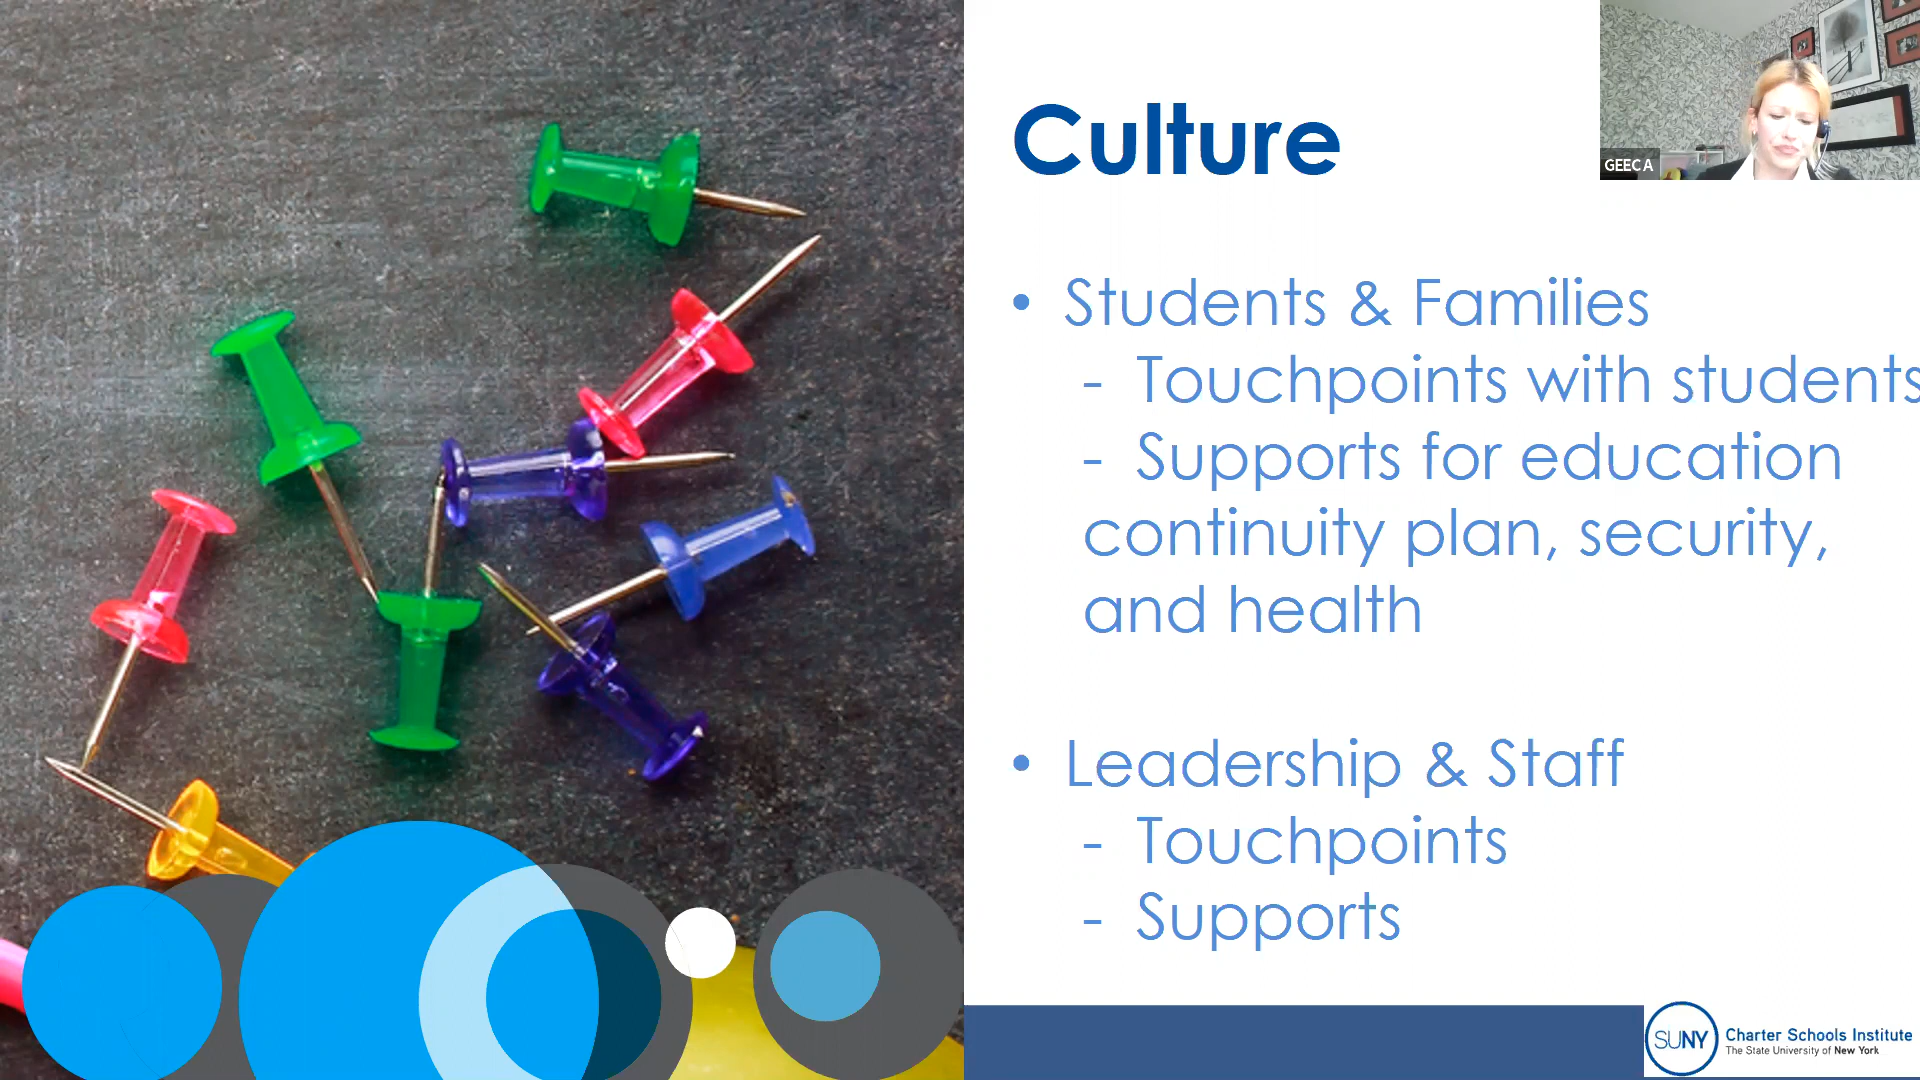 Culture
GEECA
• Students & Families
- Touchpoints with students
- Supports for education
continuity plan, security,
and health
• Leadership & Staff
- Touchpoints
- Supports
SUNY
Charter Schools Institute
The State University of New York